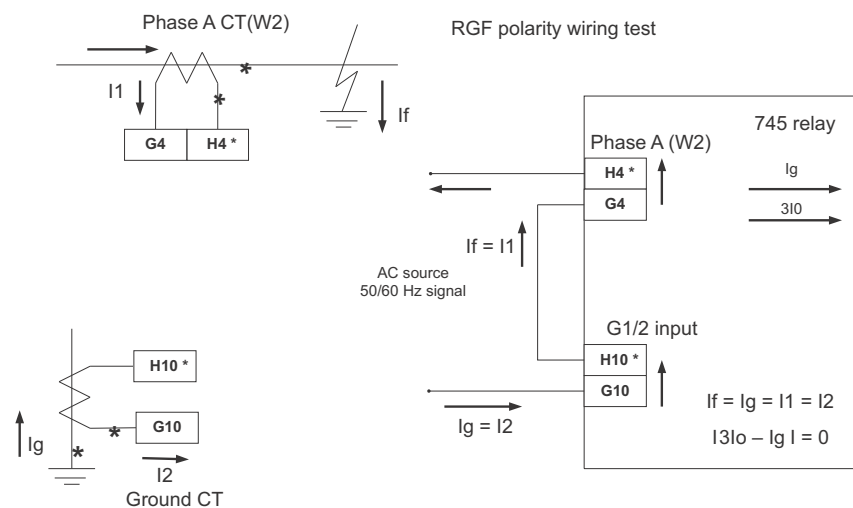 Phase A CT(W2)
RGF polarity wiring test
I1
If
G4
H4 *
745 relay
Phase A (W2)
H4 *
G4
Ig
3I0
If = I1
AC source
50/60 Hz signal
G1/2 input
H10 *
G10
Ig = I2
If = Ig = I1 = I2
I3Io – Ig I = 0
H10 *
G10
Ig
I2
Ground CT